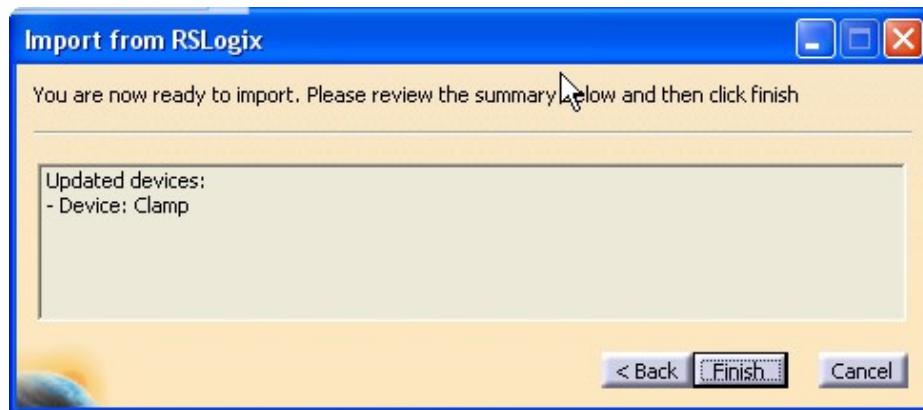 Import from RSLogix
You are now ready to import. Please review the summary below and then click finish
Updated devices:
- Device: Clamp
< Back
Finish
Cancel